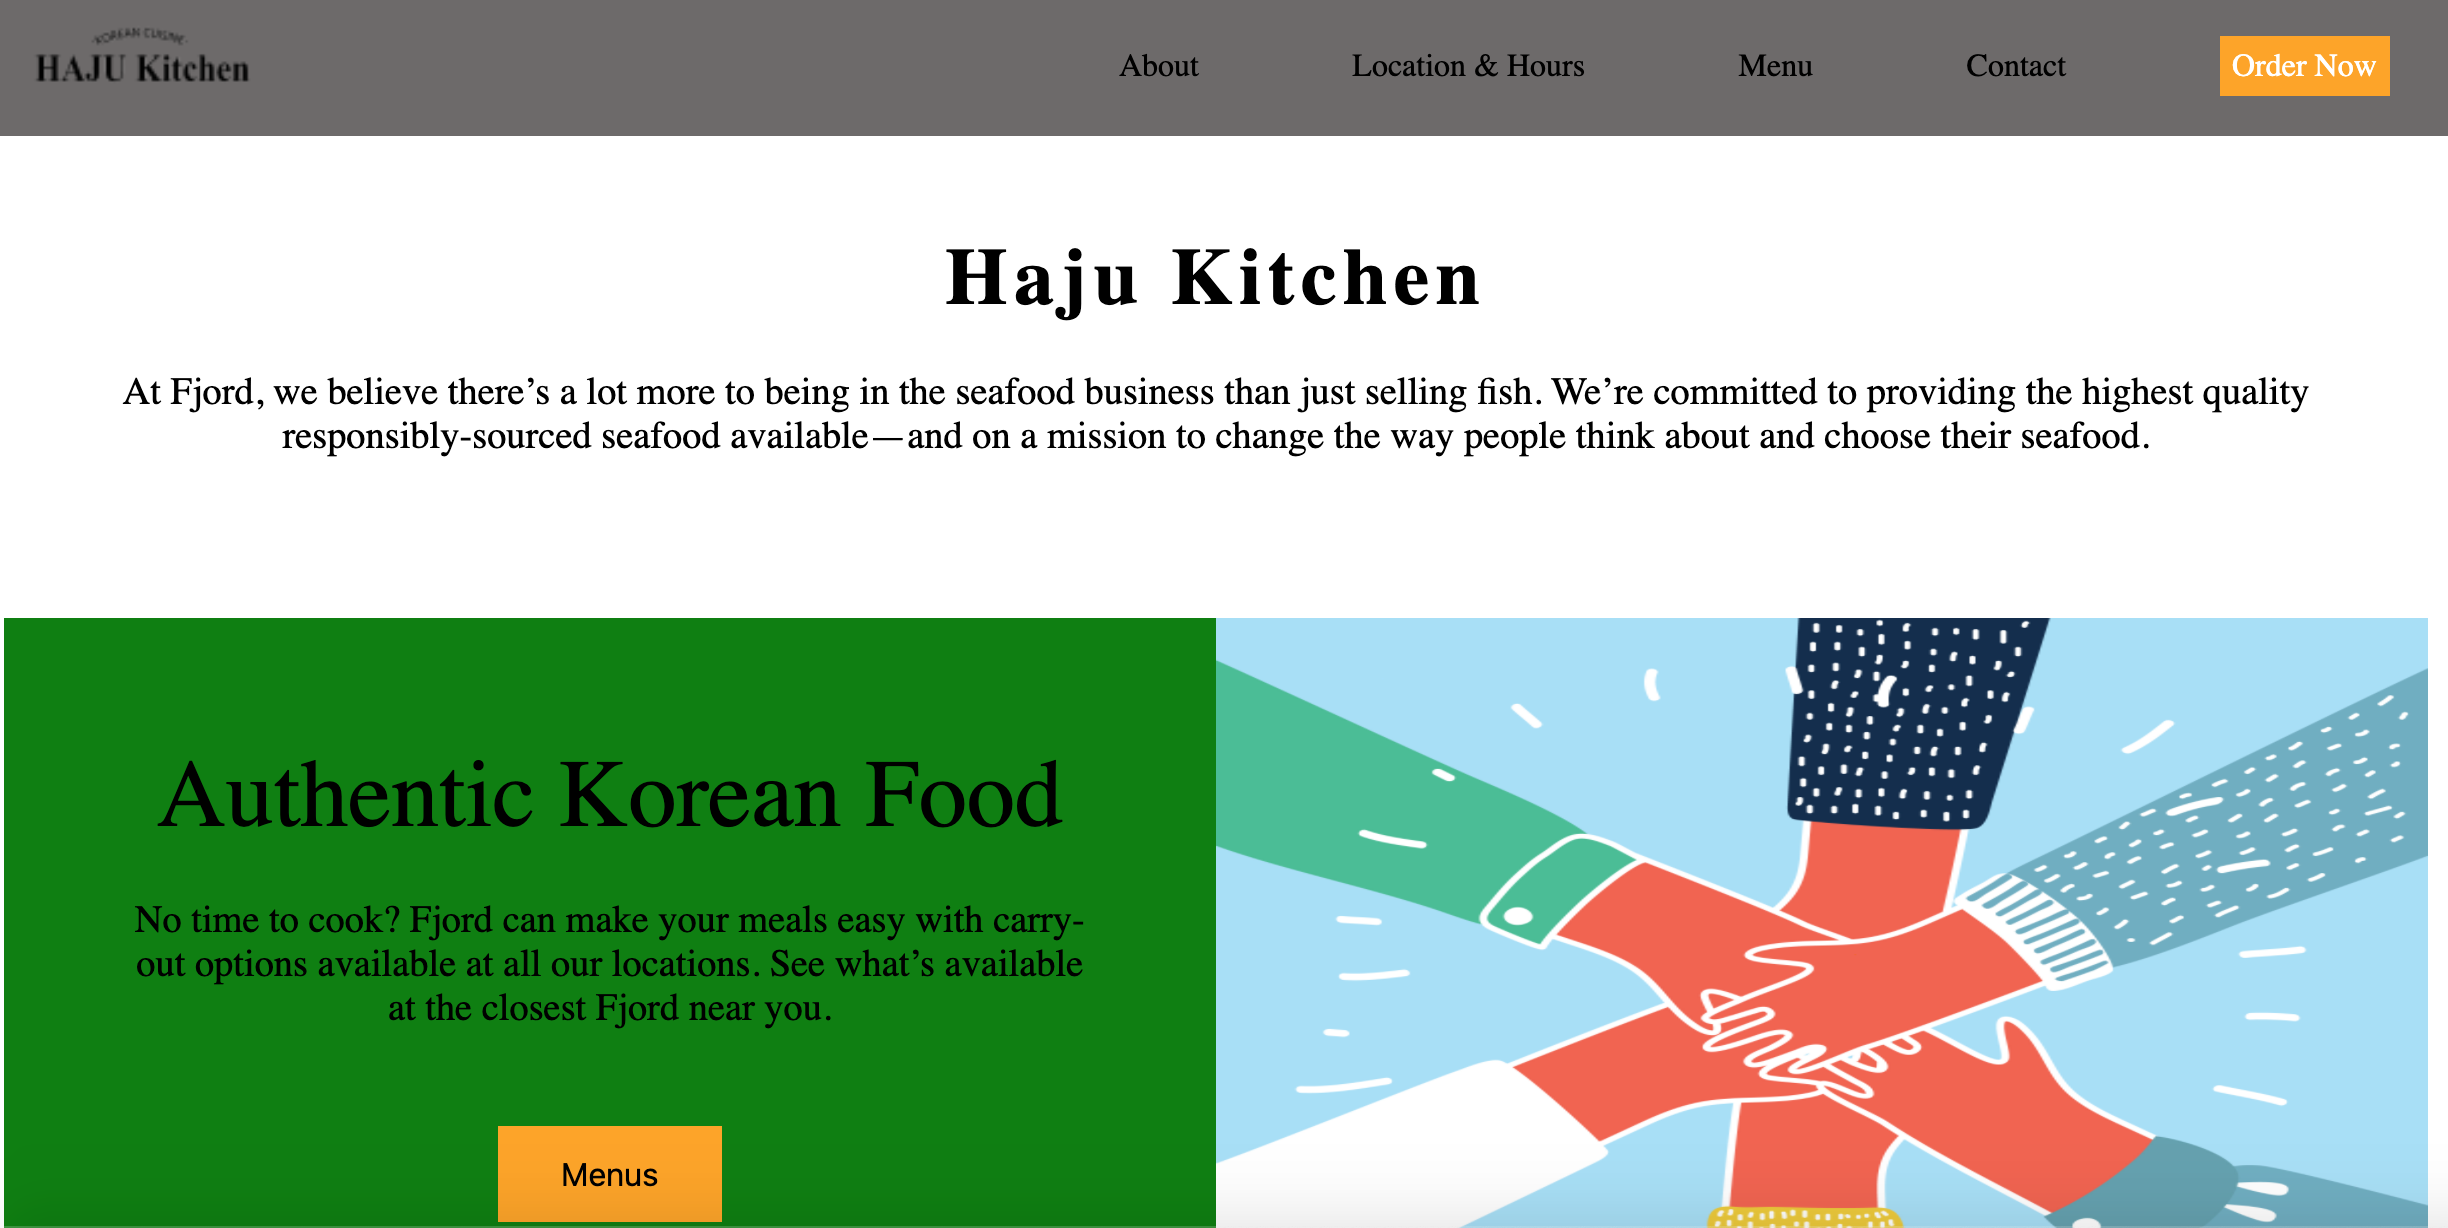 ·KOREAN CUISINE·
HAJU Kitchen
About
Location & Hours
Menu
Contact
Order Now
Haju Kitchen
At Fjord, we believe there’s a lot more to being in the seafood business than just selling fish. We’re committed to providing the highest quality
responsibly-sourced seafood available—and on a mission to change the way people think about and choose their seafood.
Authentic Korean Food
No time to cook? Fjord can make your meals easy with carry-
out options available at all our locations. See what’s available
at the closest Fjord near you.
Menus